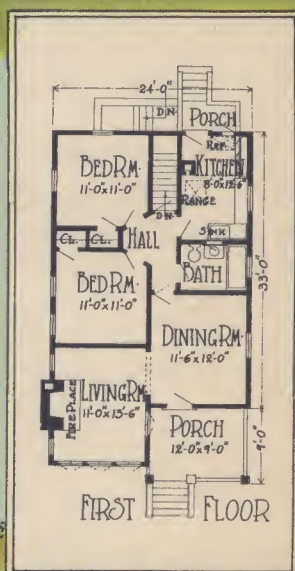 24'-0"
DN
PORCH
REF.
BED RM.
11'-0"x11'-0"
KITCHEN
8'-0"x12'-6"
RANGE
DN.
CL. CL.
HALL
SINK
BATH
BED RM.
11'-0"x11'-0"
33'-0"
DINING RM.
11'-6"x12'-0"
LIVING RM.
11'-0"x13'-6"
FIRE PLACE
PORCH
12'-0"x9'-0"
9'-0"
FIRST FLOOR